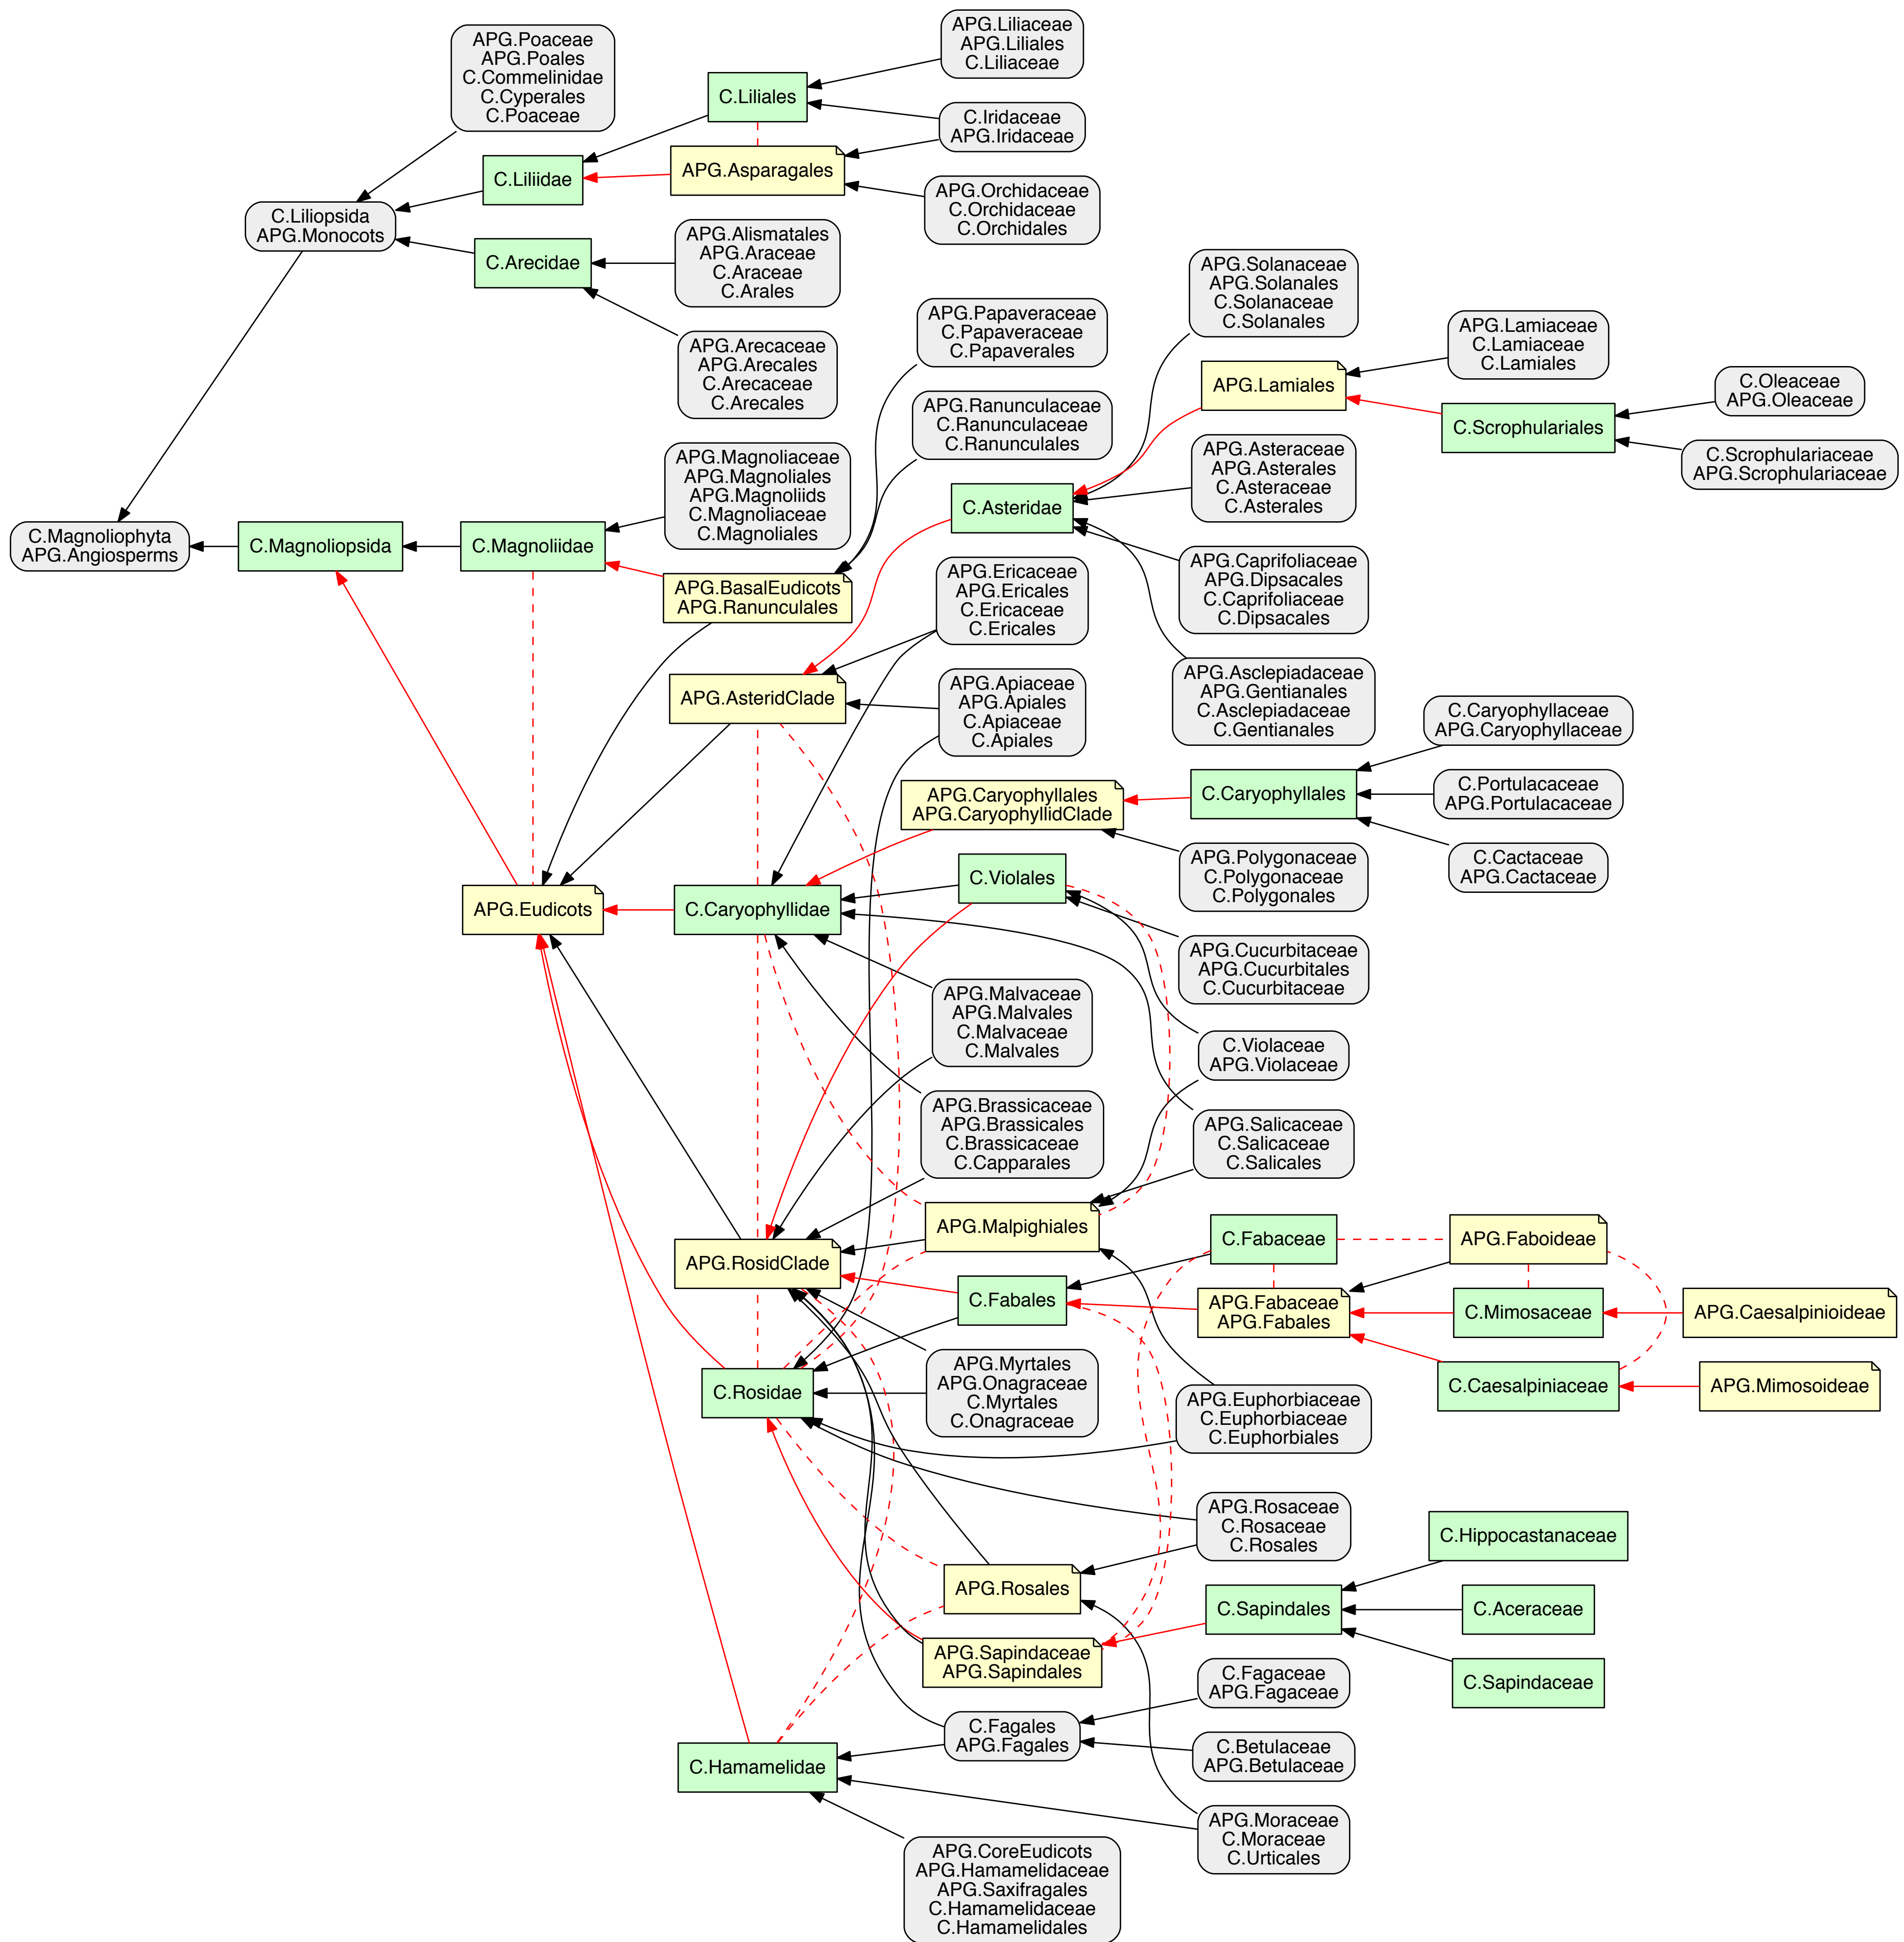 APG.Poaceae
APG.Poales
C.Commelinidae
C.Cyperales
C.Poaceae
APG.Liliaceae
APG.Liliales
C.Liliaceae
C.Liliales
C.Iridaceae
APG.Iridaceae
C.Liliidae
APG.Asparagales
APG.Orchidaceae
C.Orchidaceae
C.Orchidales
C.Liliopsida
APG.Monocots
C.Arecidae
APG.Alismatales
APG.Araceae
C.Araceae
C.Arales
APG.Arecaceae
APG.Arecales
C.Arecaceae
C.Arecales
APG.Papaveraceae
C.Papaveraceae
C.Papaverales
APG.Solanaceae
APG.Solanales
C.Solanaceae
C.Solanales
APG.Lamiaceae
C.Lamiaceae
C.Lamiales
APG.Lamiales
C.Oleaceae
APG.Oleaceae
C.Scrophulariales
C.Scrophulariaceae
APG.Scrophulariaceae
APG.Ranunculaceae
C.Ranunculaceae
C.Ranunculales
APG.Asteraceae
APG.Asterales
C.Asteraceae
C.Asterales
APG.Magnoliaceae
APG.Magnoliales
APG.Magnoliids
C.Magnoliaceae
C.Magnoliales
C.Asteridae
C.Magnoliophyta
APG.Angiosperms
C.Magnoliopsida
C.Magnoliidae
APG.BasalEudicots
APG.Ranunculales
APG.Ericaceae
APG.Ericales
C.Ericaceae
C.Ericales
APG.Caprifoliaceae
APG.Dipsacales
C.Caprifoliaceae
C.Dipsacales
APG.AsteridClade
APG.Apiaceae
APG.Apiales
C.Apiaceae
C.Apiales
APG.Asclepiadaceae
APG.Gentianales
C.Asclepiadaceae
C.Gentianales
C.Caryophyllaceae
APG.Caryophyllaceae
APG.Caryophyllales
APG.CaryophyllidClade
C.Caryophyllales
C.Portulacaceae
APG.Portulacaceae
C.Cactaceae
APG.Cactaceae
APG.Polygonaceae
C.Polygonaceae
C.Polygonales
C.Violales
APG.Eudicots
C.Caryophyllidae
APG.Cucurbitaceae
APG.Cucurbitales
C.Cucurbitaceae
APG.Malvaceae
APG.Malvales
C.Malvaceae
C.Malvales
C.Violaceae
APG.Violaceae
APG.Brassicaceae
APG.Brassicales
C.Brassicaceae
C.Capparales
APG.Salicaceae
C.Salicaceae
C.Salicales
APG.Malpighiales
APG.RosidClade
C.Fabaceae
APG.Faboideae
C.Fabales
APG.Fabaceae
APG.Fabales
C.Mimosaceae
APG.Caesalpinioideae
C.Rosidae
APG.Myrtales
APG.Onagraceae
C.Myrtales
C.Onagraceae
C.Caesalpiniaceae
APG.Mimosoideae
APG.Euphorbiaceae
C.Euphorbiaceae
C.Euphorbiales
APG.Rosaceae
C.Rosaceae
C.Rosales
C.Hippocastanaceae
APG.Rosales
C.Sapindales
C.Aceraceae
APG.Sapindaceae
APG.Sapindales
C.Sapindaceae
C.Fagaceae
APG.Fagaceae
C.Fagales
APG.Fagales
C.Betulaceae
APG.Betulaceae
C.Hamamelidae
APG.Moraceae
C.Moraceae
C.Urticales
APG.CoreEudicots
APG.Hamamelidaceae
APG.Saxifragales
C.Hamamelidaceae
C.Hamamelidales